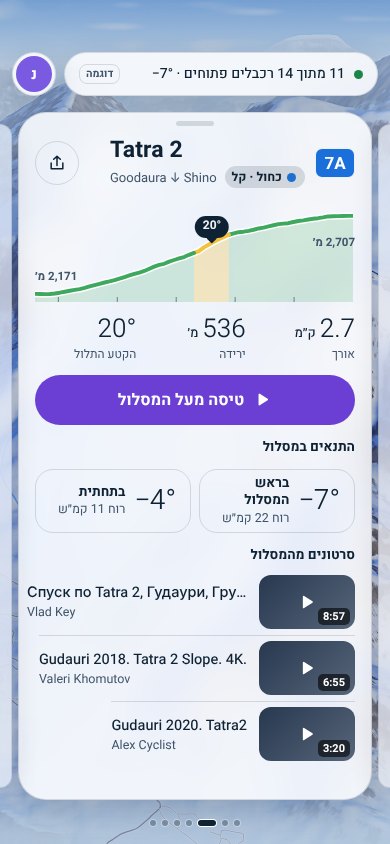 נ
11 מתוך 14 רכבלים פתוחים · −7°
דוגמה
Tatra 2
7A
Goodaura ↓ Shino
כחול · קל
20°
2,707 מ׳
2,171 מ׳
2.7 ק״מ
אורך
536 מ׳
ירידה
20°
הקטע התלול
טיסה מעל המסלול
התנאים במסלול
בראש המסלול
−7°
רוח 22 קמ״ש
בתחתית
−4°
רוח 11 קמ״ש
סרטונים מהמסלול
Спуск по Tatra 2, Гудаури, Гру...
Vlad Key
8:57
Gudauri 2018. Tatra 2 Slope. 4K.
Valeri Khomutov
6:55
Gudauri 2020. Tatra2
Alex Cyclist
3:20